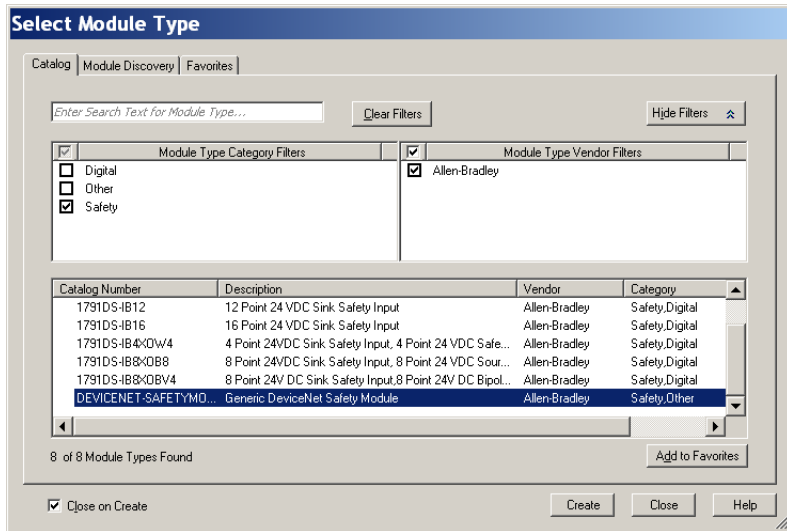 Select Module Type
Catalog Module Discovery Favorites
Enter Search Text for Module Type... Clear Filters Hide Filters
Module Type Category Filters Module Type Vendor Filters
Digital Allen-Bradley
Other
Safety
Catalog Number Description Vendor Category
1791DS-IB12 12 Point 24 VDC Sink Safety Input Allen-Bradley Safety,Digital
1791DS-IB16 16 Point 24 VDC Sink Safety Input Allen-Bradley Safety,Digital
1791DS-IB4XOW4 4 Point 24VDC Sink Safety Input, 4 Point 24 VDC Safe... Allen-Bradley Safety,Digital
1791DS-IB8XOB8 8 Point 24VDC Sink Safety Input, 8 Point 24 VDC Sour... Allen-Bradley Safety,Digital
1791DS-IB8XOBV4 8 Point 24V DC Sink Safety Input,8 Point 24V DC Bipol... Allen-Bradley Safety,Digital
DEVICENET-SAFETYMO... Generic DeviceNet Safety Module Allen-Bradley Safety,Other
8 of 8 Module Types Found Add to Favorites
Close on Create Create Close Help